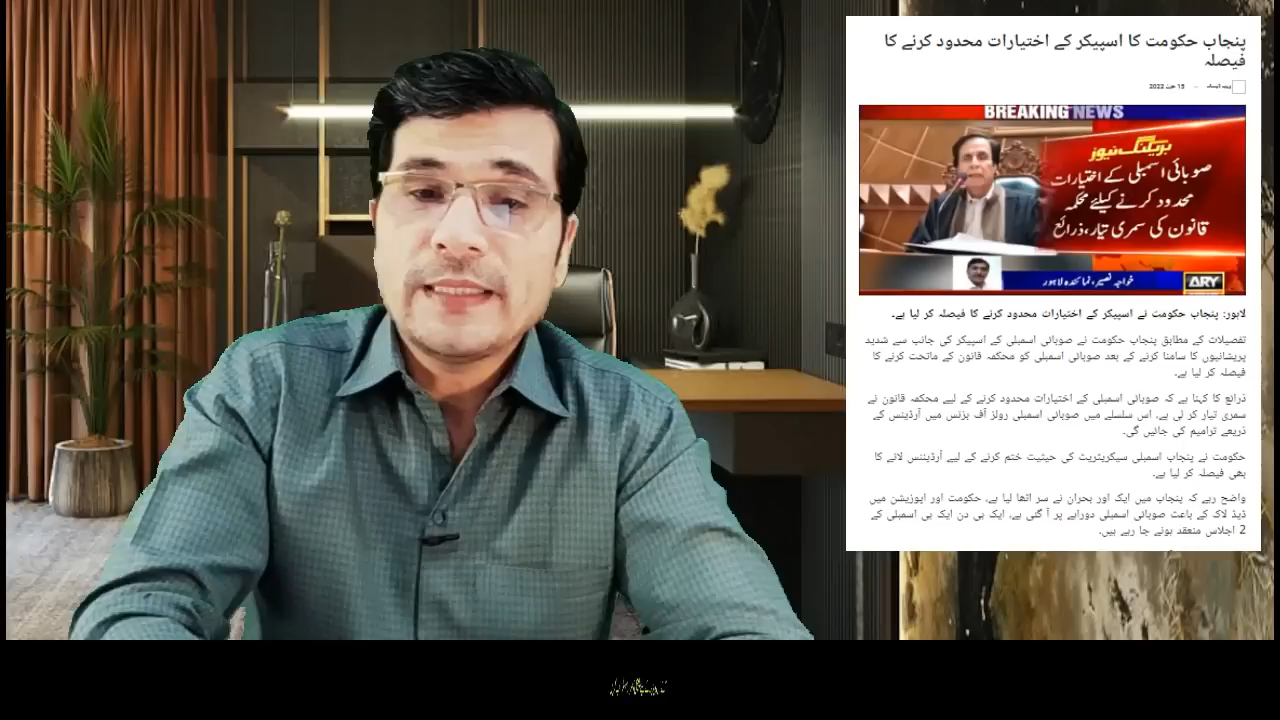 پنجاب حکومت کا اسپیکر کے اختیارات محدود کرنے کا
فیصلہ
ویب ڈیسک
15 جون 2022
BREAKING NEWS
بریکنگ نیوز
صوبائی اسمبلی کے اختیارات
محدود کرنے کیلئے محکمہ
قانون کی سمری تیار، ذرائع
خواجہ نصیر، نمائندہ لاہور
ARY
لاہور: پنجاب حکومت نے اسپیکر کے اختیارات محدود کرنے کا فیصلہ کر لیا ہے۔
تفصیلات کے مطابق پنجاب حکومت نے صوبائی اسمبلی کے اسپیکر کی جانب سے شدید
پریشانیوں کا سامنا کرنے کے بعد صوبائی اسمبلی کو محکمہ قانون کے ماتحت کرنے کا
فیصلہ کر لیا ہے۔
ذرائع کا کہنا ہے کہ صوبائی اسمبلی کے اختیارات محدود کرنے کے لیے محکمہ قانون نے
سمری تیار کر لی ہے، اس سلسلے میں صوبائی اسمبلی رولز آف بزنس میں آرڈیننس کے
ذریعے ترامیم کی جائیں گی۔
حکومت نے پنجاب اسمبلی سیکریٹریٹ کی حیثیت ختم کرنے کے لیے آرڈیننس لانے کا
بھی فیصلہ کر لیا ہے۔
واضح رہے کہ پنجاب میں ایک اور بحران نے سر اٹھا لیا ہے، حکومت اور اپوزیشن میں
ڈیڈ لاک کے باعث صوبائی اسمبلی دوراہے پر آ گئی ہے، ایک ہی دن ایک ہی اسمبلی کے
2 اجلاس منعقد ہونے جا رہے ہیں۔